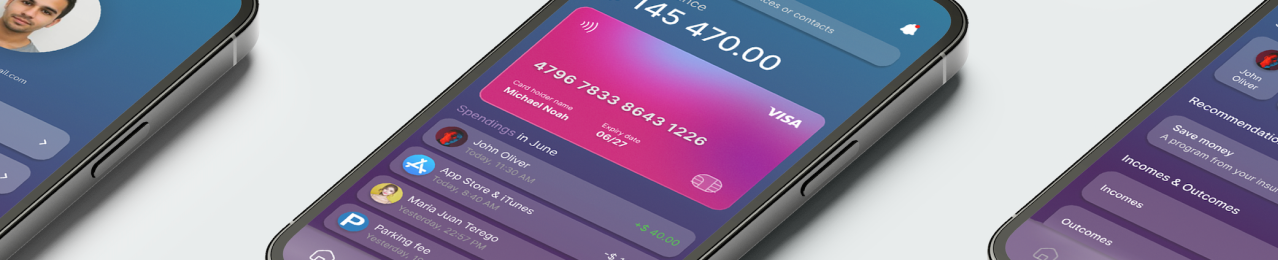 ail.com
145 470.00
or contacts
4796 7833 8643 1226
Card holder name
Michael Noah
Expiry date
06/27
VISA
Spendings in June
John Oliver
Today, 11:30 AM
+$ 40.00
App Store & iTunes
Today, 8:40 AM
Maria Juan Terego
Yesterday, 22:57 PM
-$
Parking fee
Yesterday,
John
Oliver
Recommendatio
Save money
A program from your insu
Incomes & Outcomes
Incomes
Outcomes